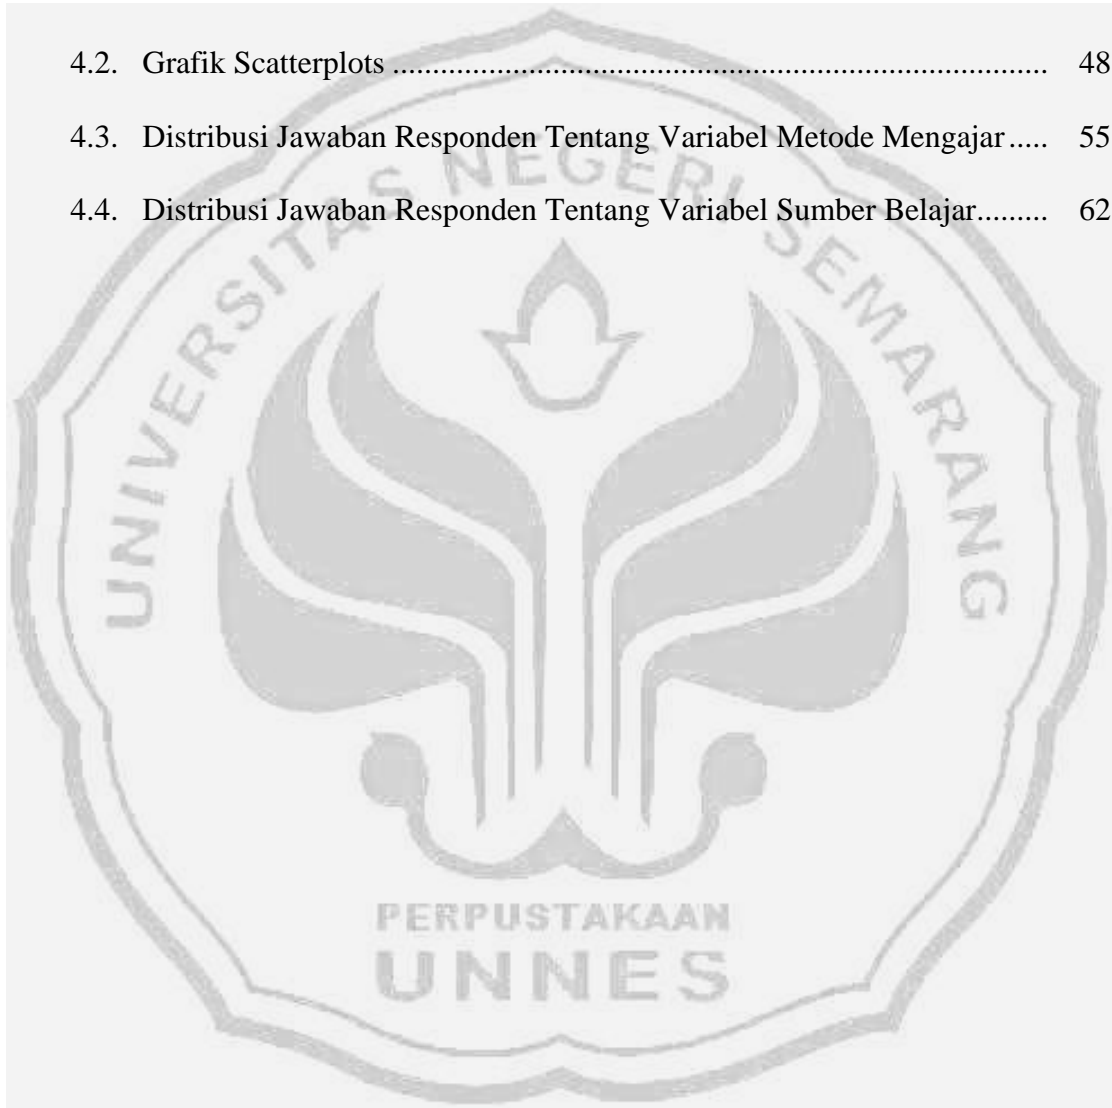 4.2. Grafik Scatterplots ..................................................................... 48
4.3. Distribusi Jawaban Responden Tentang Variabel Metode Mengajar ..... 55
4.4. Distribusi Jawaban Responden Tentang Variabel Sumber Belajar......... 62
UNIVERSITAS NEGERI SEMARANG
PERPUSTAKAAN
UNNES